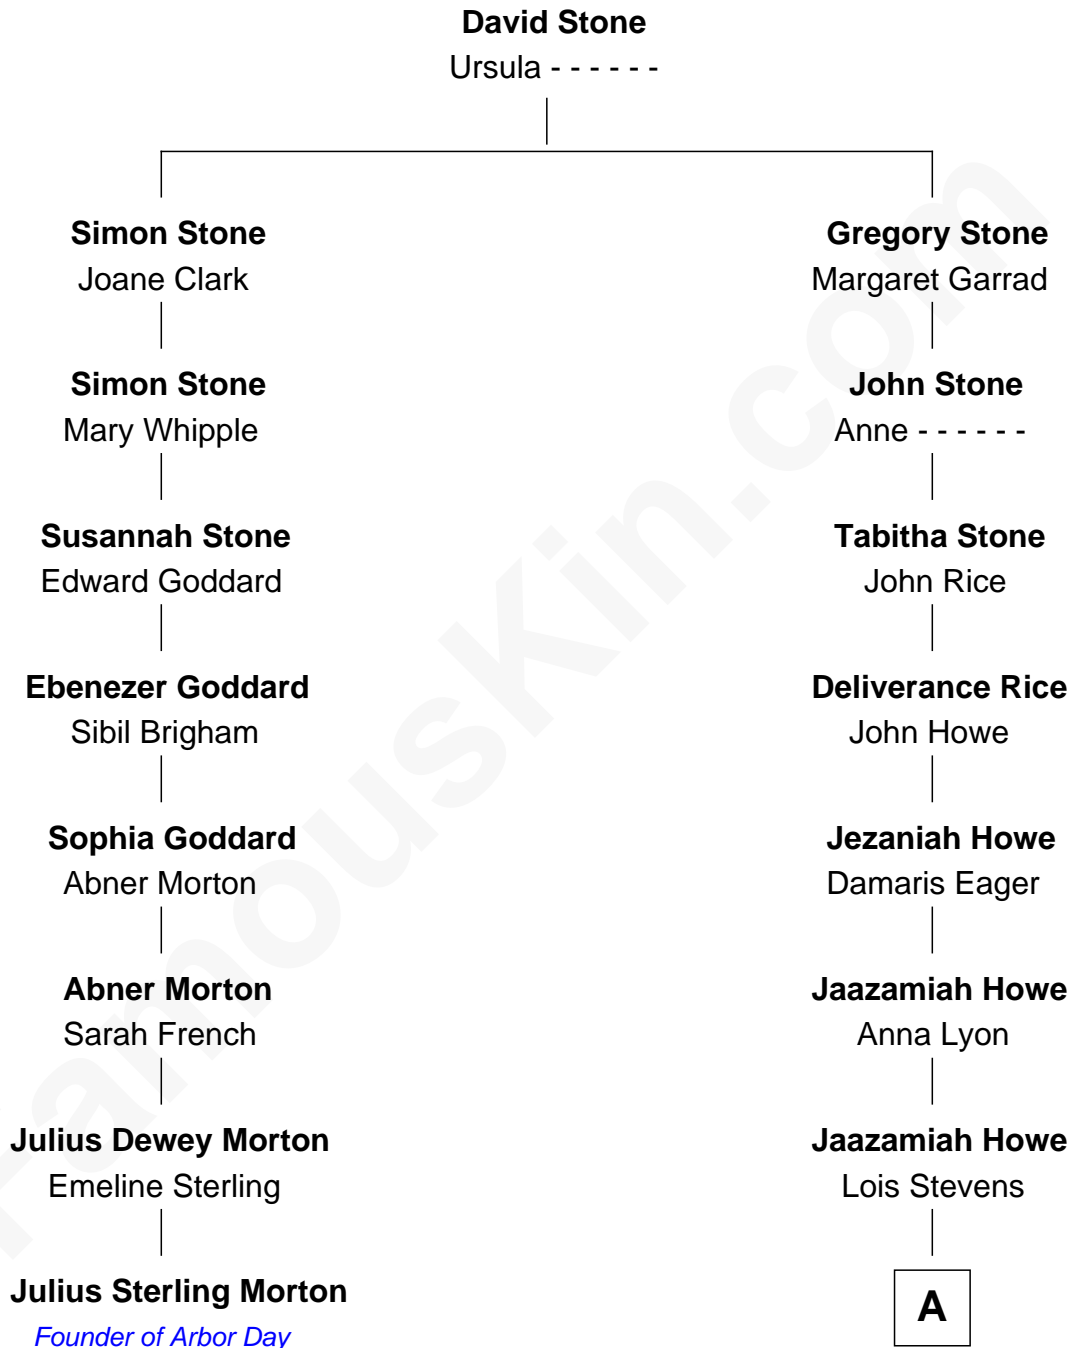 David Stone
Ursula - - - - - -
Simon Stone
Joane Clark
Gregory Stone
Margaret Garrad
Simon Stone
Mary Whipple
John Stone
Anne - - - - - -
Susannah Stone
Edward Goddard
Tabitha Stone
John Rice
Ebenezer Goddard
Sibil Brigham
Deliverance Rice
John Howe
Sophia Goddard
Abner Morton
Jezaniah Howe
Damaris Eager
Abner Morton
Sarah French
Jaazamiah Howe
Anna Lyon
Julius Dewey Morton
Emeline Sterling
Jaazamiah Howe
Lois Stevens
Julius Sterling Morton
Founder of Arbor Day
A
FamousKin.com